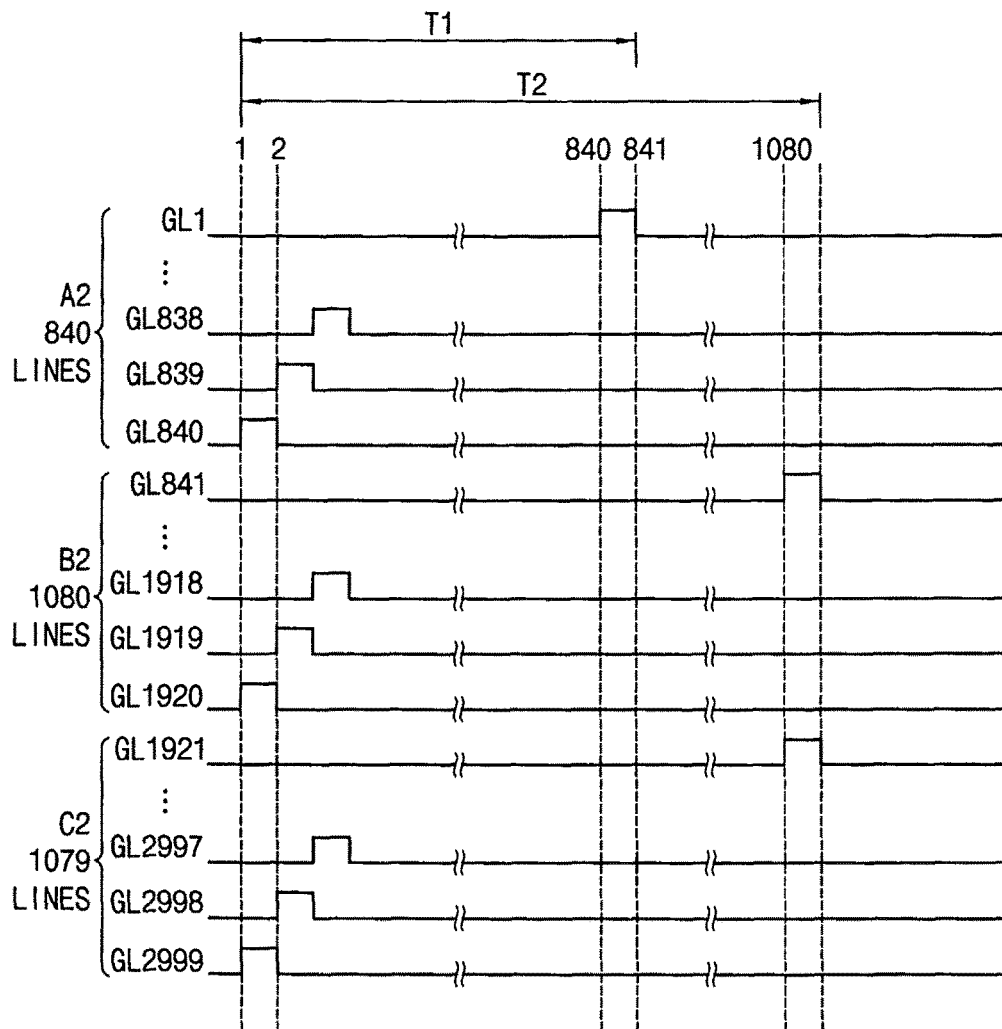 T1
T2
1 2 840 841 1080
GL1
⋮
GL838
GL839
GL840
A2
840
LINES
GL841
⋮
GL1918
GL1919
GL1920
B2
1080
LINES
GL1921
⋮
GL2997
GL2998
GL2999
C2
1079
LINES